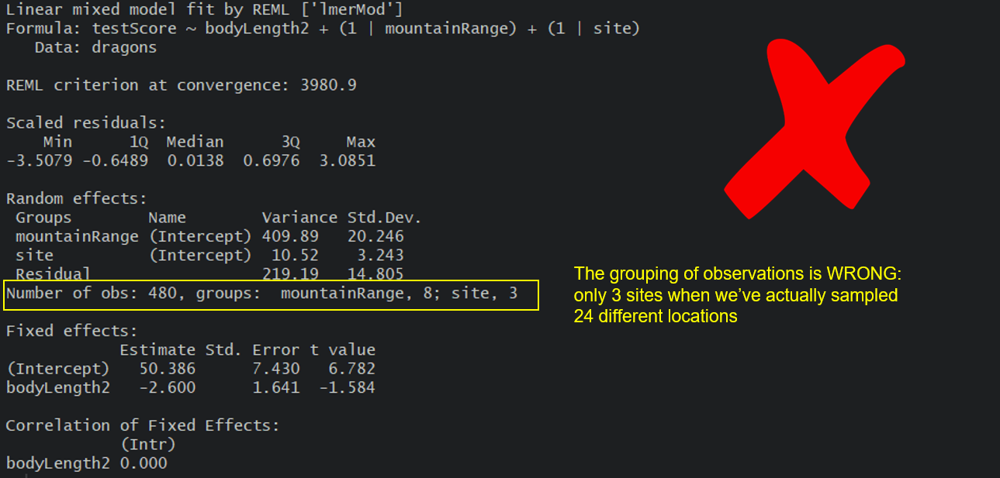 Linear mixed model fit by REML ['lmerMod']
Formula: testScore ~ bodyLength2 + (1 | mountainRange) + (1 | site)
   Data: dragons
REML criterion at convergence: 3980.9
Scaled residuals:
    Min      1Q  Median      3Q     Max
-3.5079 -0.6489  0.0138  0.6976  3.0851
Random effects:
 Groups        Name        Variance Std.Dev.
 mountainRange (Intercept) 409.89   20.246
 site          (Intercept)  10.52    3.243
 Residual                  219.19   14.805
Number of obs: 480, groups:  mountainRange, 8; site, 3
The grouping of observations is WRONG:
only 3 sites when we've actually sampled
24 different locations
Fixed effects:
            Estimate Std. Error t value
(Intercept)   50.386      7.430   6.782
bodyLength2   -2.600      1.641  -1.584
Correlation of Fixed Effects:
            (Intr)
bodyLength2 0.000